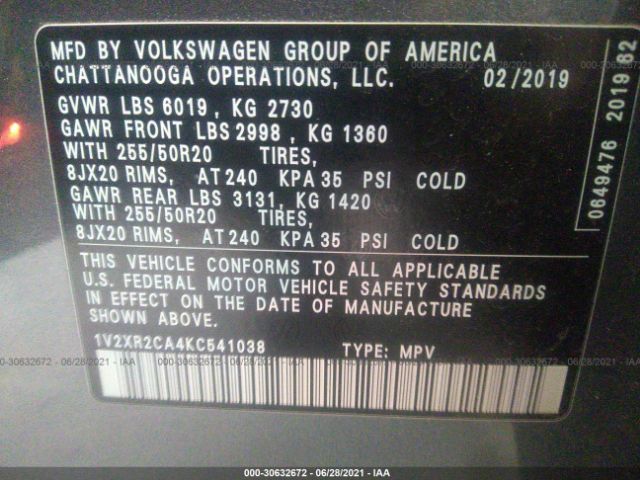 MFD BY VOLKSWAGEN GROUP OF AMERICA
CHATTANOOGA OPERATIONS, LLC. 02/2019
GVWR LBS 6019, KG 2730
GAWR FRONT LBS 2998, KG 1360
WITH 255/50R20 TIRES,
8JX20 RIMS, AT 240 KPA 35 PSI COLD
GAWR REAR LBS 3131, KG 1420
WITH 255/50R20 TIRES,
8JX20 RIMS, AT 240 KPA 35 PSI COLD
THIS VEHICLE CONFORMS TO ALL APPLICABLE
U.S. FEDERAL MOTOR VEHICLE SAFETY STANDARDS
IN EFFECT ON THE DATE OF MANUFACTURE
SHOWN ABOVE.
1V2XR2CA4KC541038 TYPE: MPV
0649476 2019 82
000-30632672 - 06/28/2021 - IAA